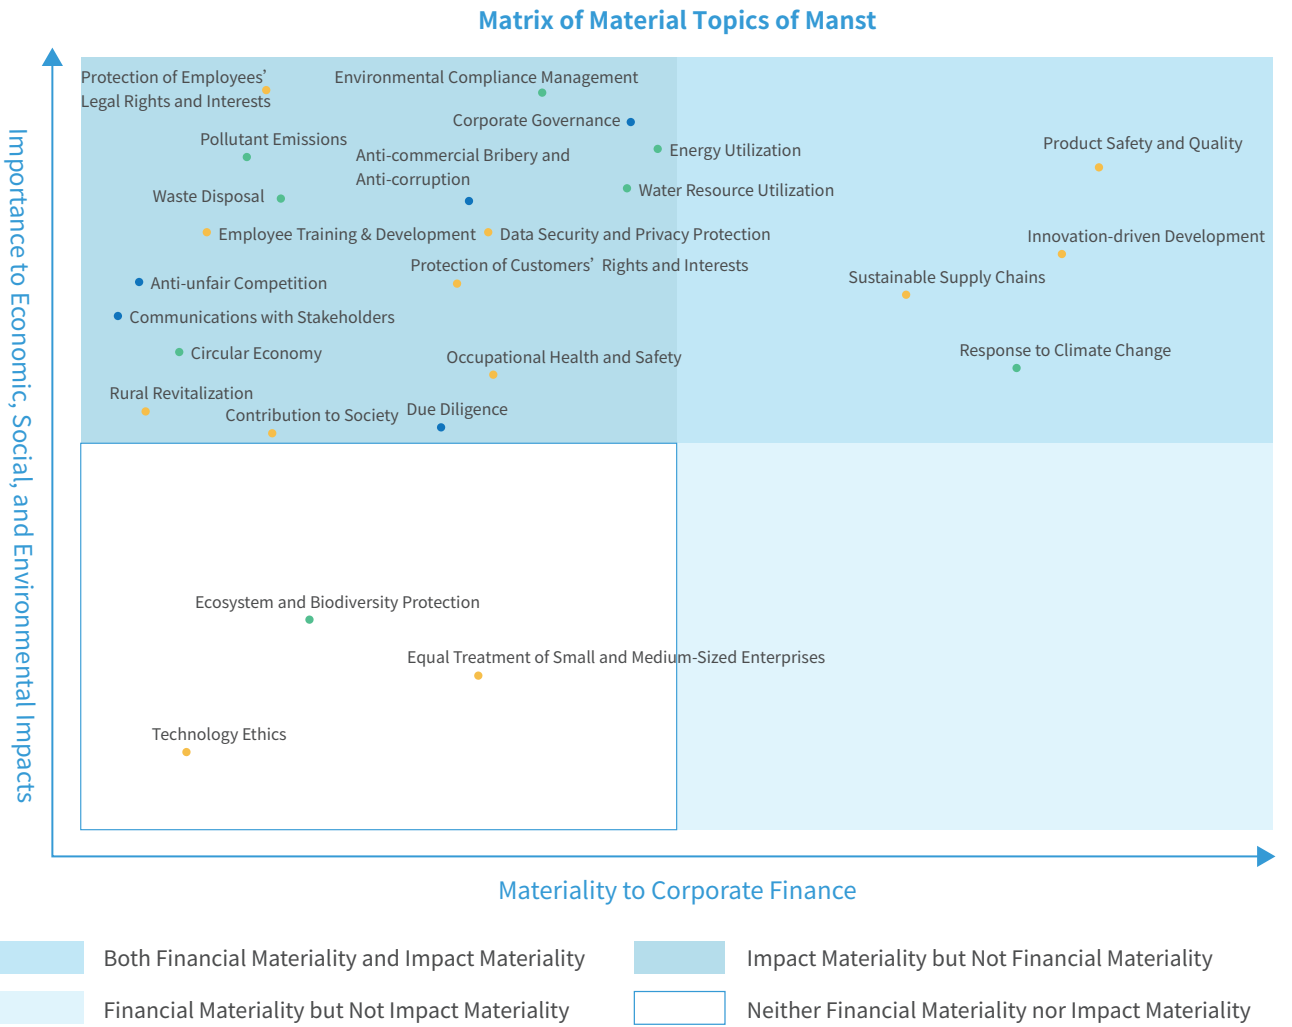 Matrix of Material Topics of Manst
Importance to Economic, Social, and Environmental Impacts
Protection of Employees’
Legal Rights and Interests
Environmental Compliance Management
Corporate Governance
Pollutant Emissions
Anti-commercial Bribery and
Anti-corruption
Energy Utilization
Product Safety and Quality
Waste Disposal
Water Resource Utilization
Employee Training & Development
Data Security and Privacy Protection
Innovation-driven Development
Protection of Customers’ Rights and Interests
Sustainable Supply Chains
Anti-unfair Competition
Communications with Stakeholders
Circular Economy
Occupational Health and Safety
Response to Climate Change
Rural Revitalization
Contribution to Society
Due Diligence
Ecosystem and Biodiversity Protection
Equal Treatment of Small and Medium-Sized Enterprises
Technology Ethics
Materiality to Corporate Finance
Both Financial Materiality and Impact Materiality
Impact Materiality but Not Financial Materiality
Financial Materiality but Not Impact Materiality
Neither Financial Materiality nor Impact Materiality